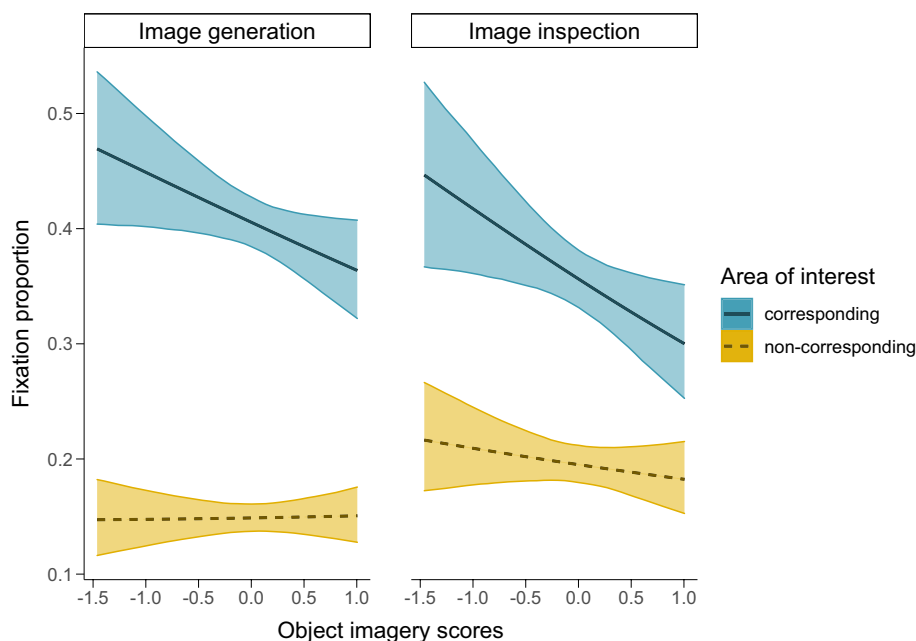 Image generation
Image inspection
Fixation proportion
0.5
0.4
0.3
0.2
0.1
-1.5 -1.0 -0.5 0.0 0.5 1.0
-1.5 -1.0 -0.5 0.0 0.5 1.0
Object imagery scores
Area of interest
corresponding
non-corresponding